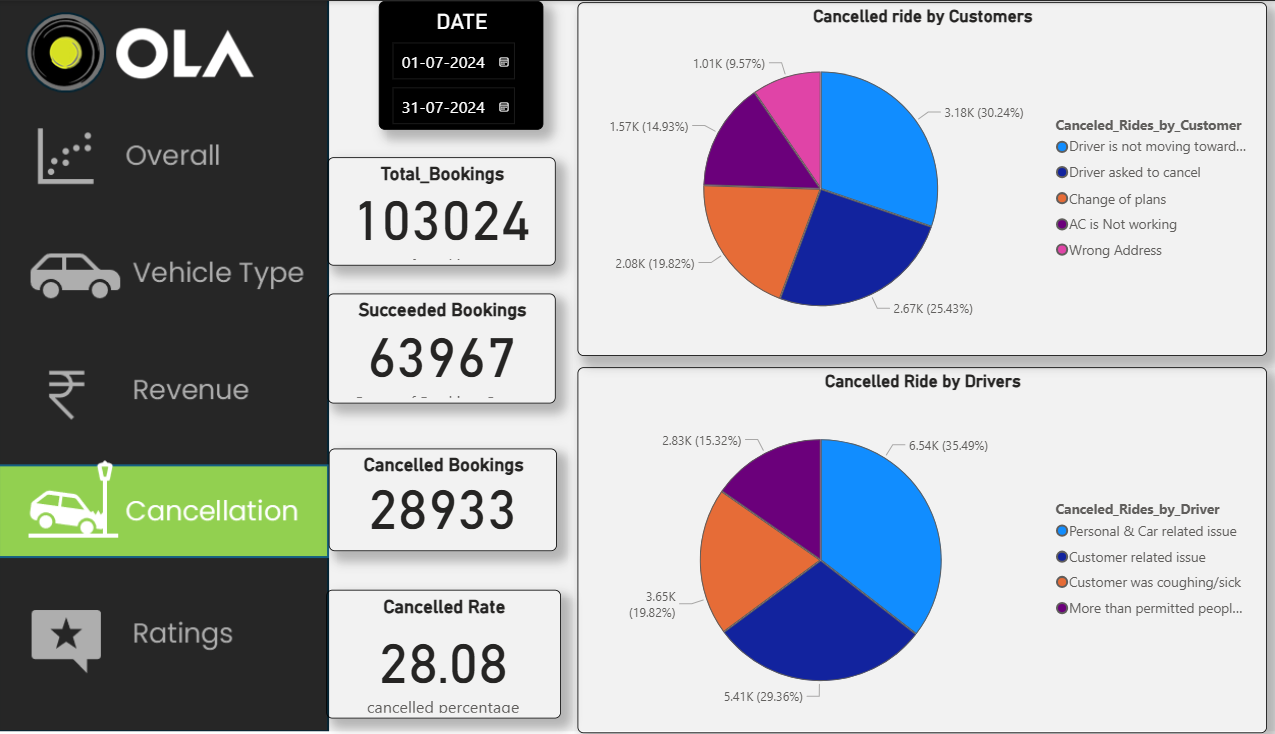 OLA
Overall
Vehicle Type
Revenue
Cancellation
Ratings
DATE
01-07-2024
31-07-2024
Total_Bookings
103024
Succeeded Bookings
63967
Cancelled Bookings
28933
Cancelled Rate
28.08
cancelled percentage
Cancelled ride by Customers
1.01K (9.57%)
3.18K (30.24%)
1.57K (14.93%)
2.08K (19.82%)
2.67K (25.43%)
Canceled_Rides_by_Customer
Driver is not moving toward...
Driver asked to cancel
Change of plans
AC is Not working
Wrong Address
Cancelled Ride by Drivers
2.83K (15.32%)
6.54K (35.49%)
3.65K
(19.82%)
5.41K (29.36%)
Canceled_Rides_by_Driver
Personal & Car related issue
Customer related issue
Customer was coughing/sick
More than permitted peopl...